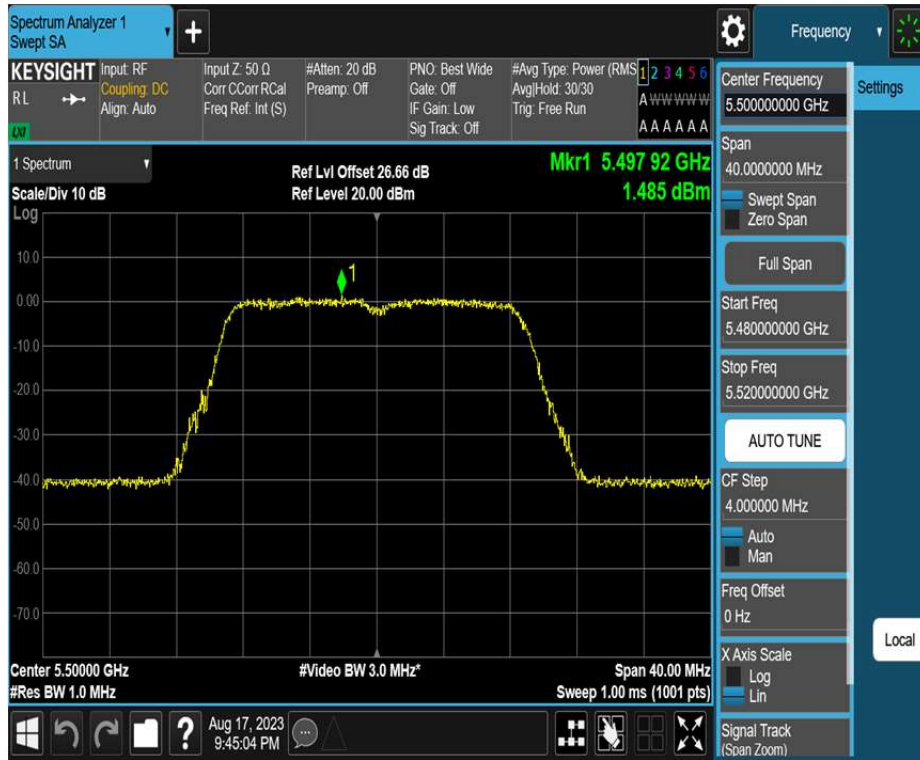 Spectrum Analyzer 1
Swept SA
+
Frequency
KEYSIGHT
R L
LXI
Input: RF
Coupling: DC
Align: Auto
Input Z: 50 Ω
Corr CCorr RCal
Freq Ref: Int (S)
#Atten: 20 dB
Preamp: Off
PNO: Best Wide
Gate: Off
IF Gain: Low
Sig Track: Off
#Avg Type: Power (RMS
Avg|Hold: 30/30
Trig: Free Run
1 2 3 4 5 6
A W W W W W
A A A A A A
1 Spectrum
Scale/Div 10 dB
Log
Ref Lvl Offset 26.66 dB
Ref Level 20.00 dBm
Mkr1 5.497 92 GHz
1.485 dBm
1
10.0
0.00
-10.0
-20.0
-30.0
-40.0
-50.0
-60.0
-70.0
Center 5.50000 GHz
#Res BW 1.0 MHz
#Video BW 3.0 MHz*
Span 40.00 MHz
Sweep 1.00 ms (1001 pts)
?
Aug 17, 2023
9:45:04 PM
Center Frequency
5.500000000 GHz
Settings
Span
40.0000000 MHz
Swept Span
Zero Span
Full Span
Start Freq
5.480000000 GHz
Stop Freq
5.520000000 GHz
AUTO TUNE
CF Step
4.000000 MHz
Auto
Man
Freq Offset
0 Hz
Local
X Axis Scale
Log
Lin
Signal Track
(Span Zoom)